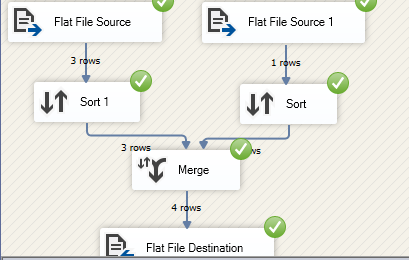 Flat File Source
Flat File Source 1
3 rows
1 rows
Sort 1
Sort
3 rows
ws
Merge
4 rows
Flat File Destination